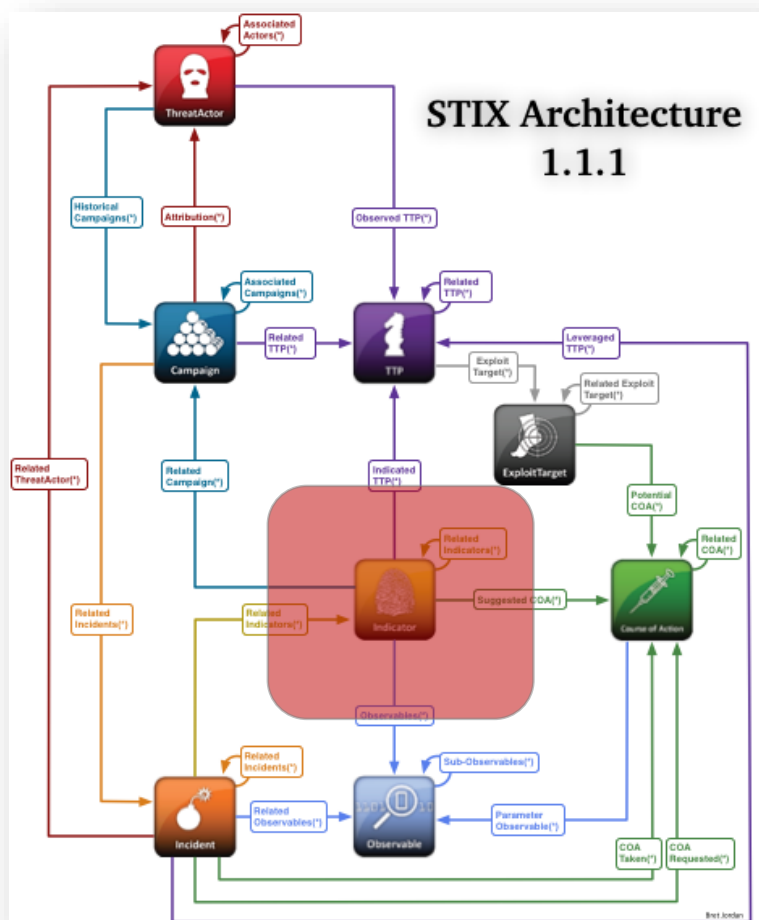 Associated
Actors(*)
STIX Architecture
1.1.1
ThreatActor
Historical
Campaigns(*)
Attribution(*)
Observed TTP(*)
Associated
Campaigns(*)
Related
TTP(*)
Related
TTP(*)
Leveraged
TTP(*)
Campaign
TTP
Exploit
Target(*)
Related Exploit
Target(*)
ExploitTarget
Related
ThreatActor(*)
Related
Campaign(*)
Indicated
TTP(*)
Potential
COA(*)
Related
Indicators(*)
Related
COA(*)
Related
Incidents(*)
Related
Indicators(*)
Suggested COA(*)
Indicator
Course of Action
Observables(*)
Related
Incidents(*)
Sub-Observables(*)
Related
Observables(*)
Parameter
Observable(*)
Incident
Observable
COA
Taken(*)
COA
Requested(*)
Bret Jordan